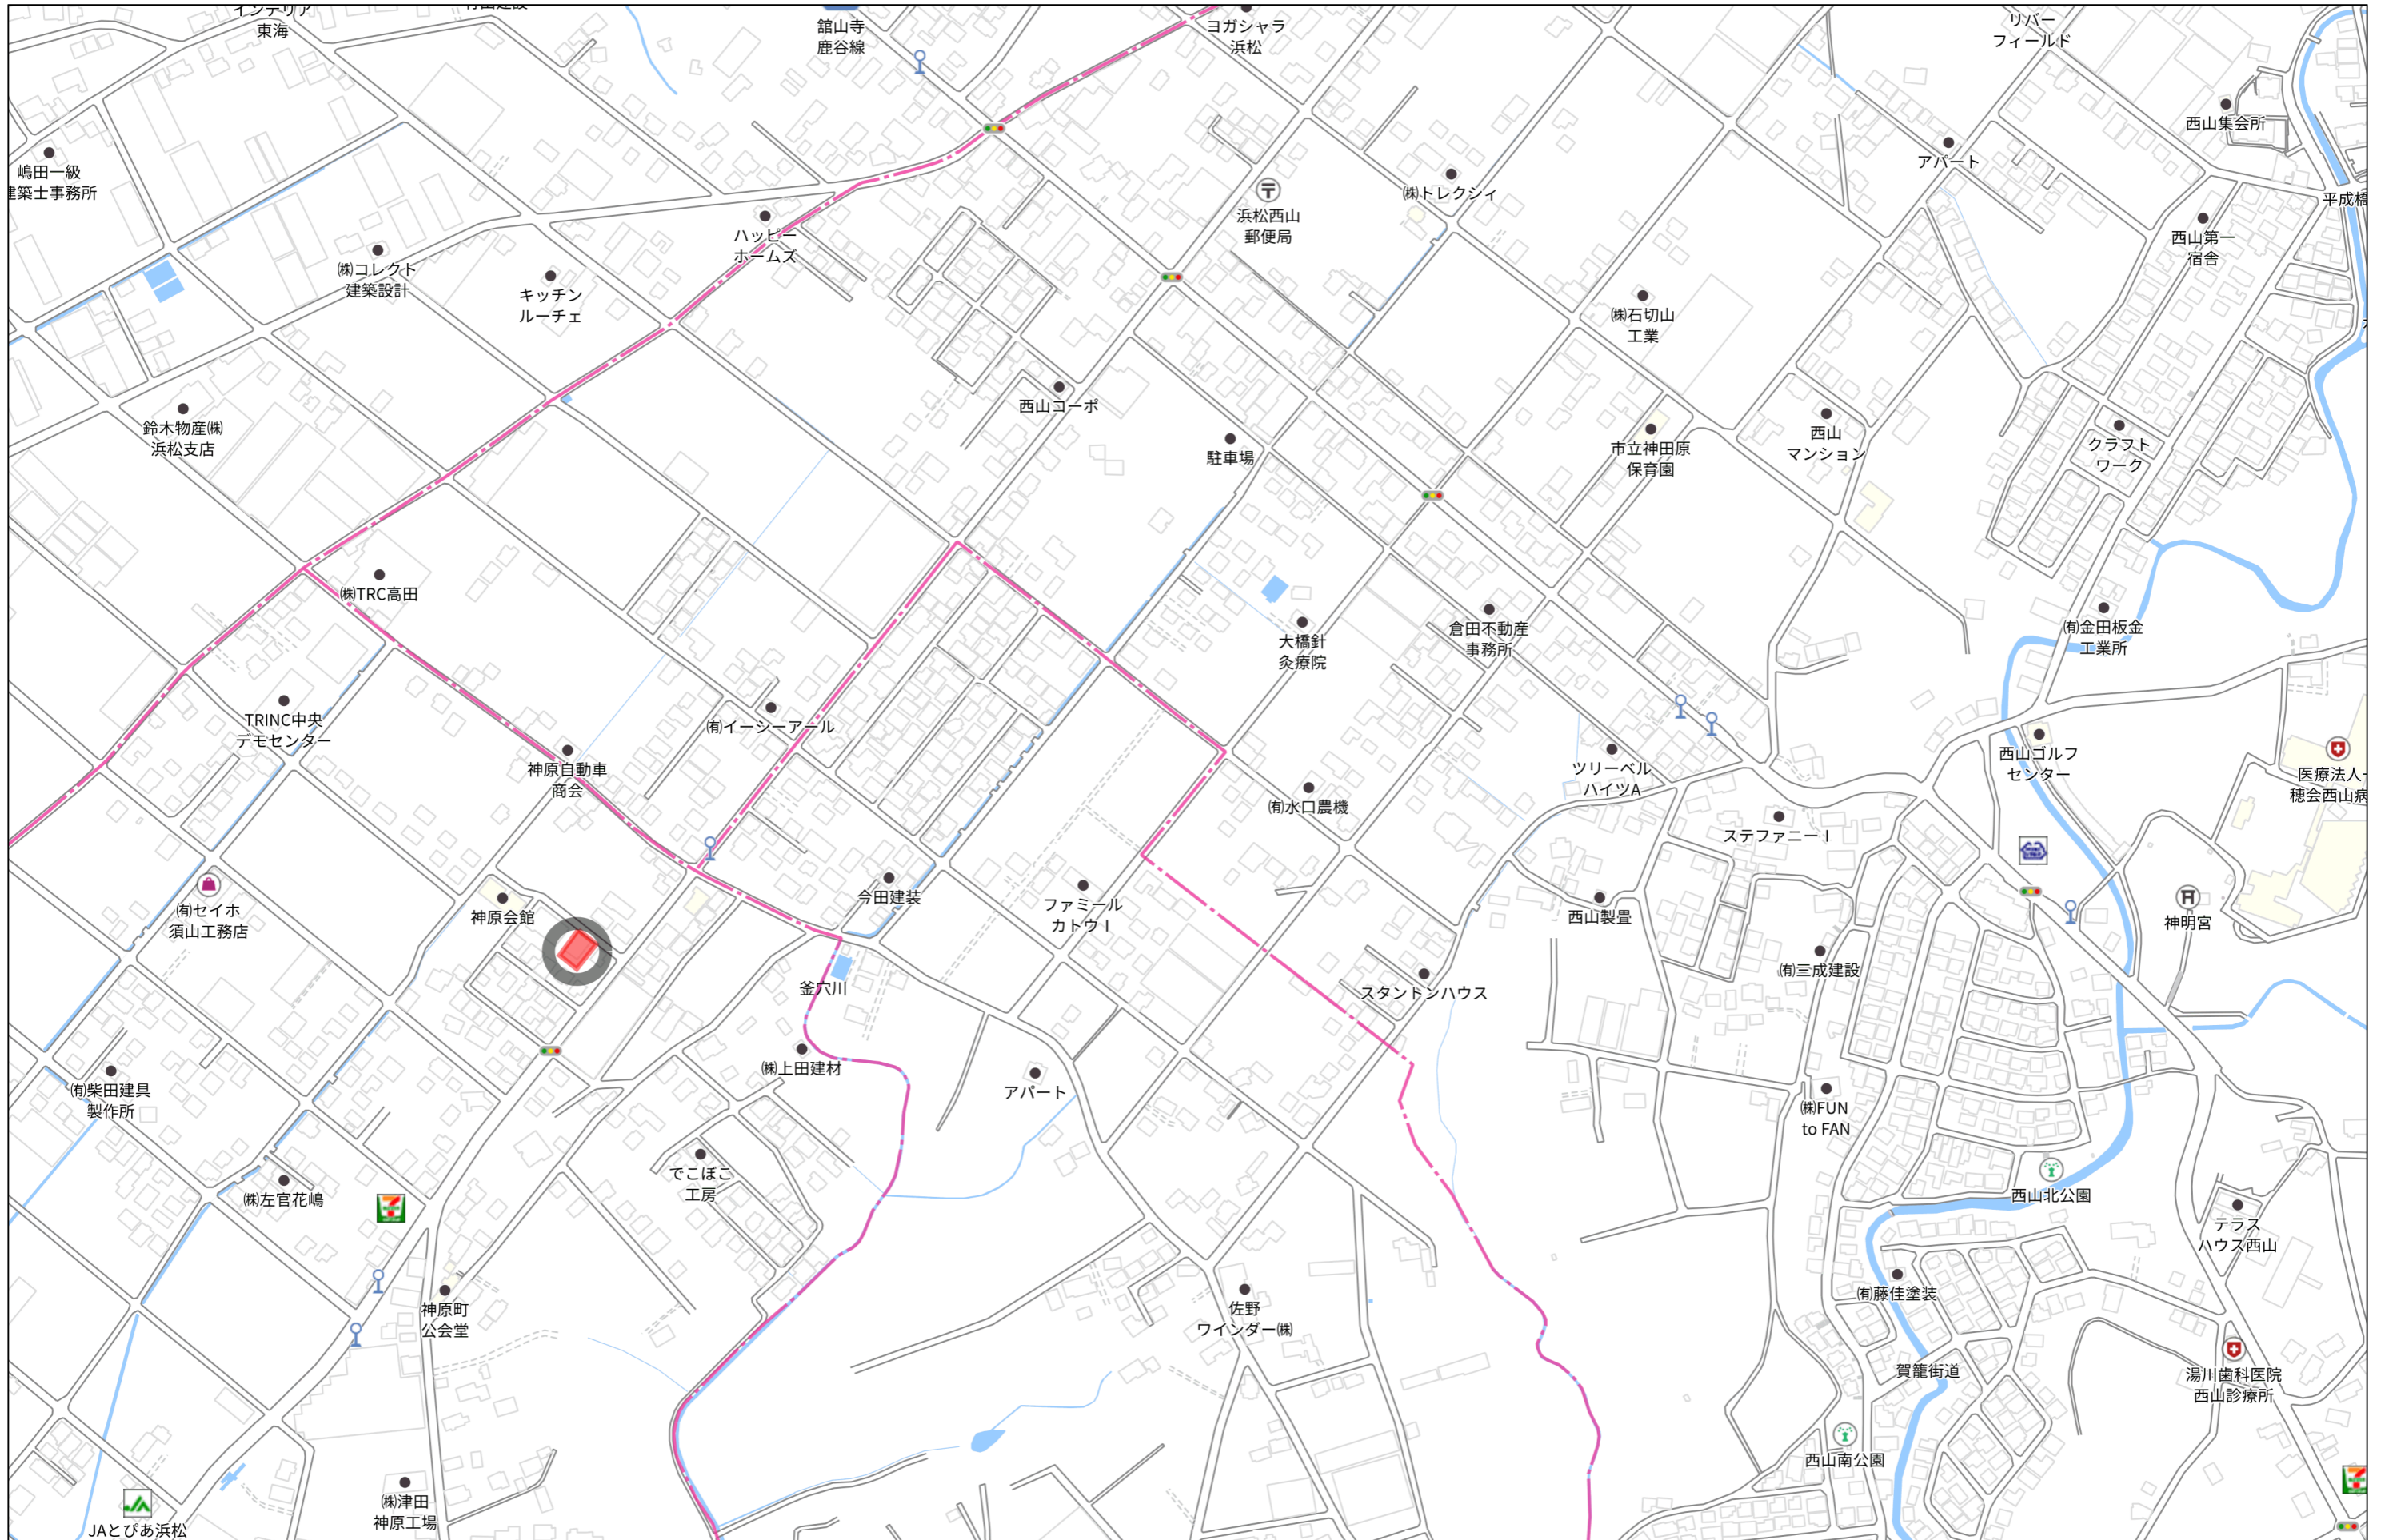 インテリア
東海
舘山寺
鹿谷線
ヨガシャラ
浜松
リバー
フィールド
西山集会所
嶋田一級
建築士事務所
アパート
㈱トレクシィ
平成橋
浜松西山
郵便局
ハッピー
ホームズ
西山第一
宿舎
㈱コレクト
建築設計
キッチン
ルーチェ
㈱石切山
工業
西山コーポ
鈴木物産㈱
浜松支店
駐車場
市立神田原
保育園
西山
マンション
クラフト
ワーク
㈱TRC高田
大橋針
灸療院
倉田不動産
事務所
㈲金田板金
工業所
TRINC中央
デモセンター
㈲イーシーアール
神原自動車
商会
㈲水口農機
ツリーベル
ハイツA
西山ゴルフ
センター
医療法人
穂会西山病
ステファニーⅠ
今田建装
ファミール
カトウⅠ
神原会館
㈲セイホ
須山工務店
西山製畳
神明宮
㈲三成建設
釜穴川
スタントンハウス
㈱上田建材
アパート
㈲柴田建具
製作所
㈱FUN
to FAN
でこぼこ
工房
㈱左官花嶋
西山北公園
テラス
ハウス西山
神原町
公会堂
佐野
ワインダー㈱
㈲藤佳塗装
賀籠街道
湯川歯科医院
西山診療所
西山南公園
㈱津田
神原工場
JAとぴあ浜松